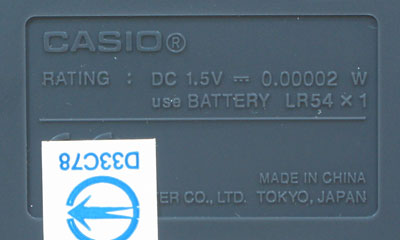 CASIO®
RATING : DC 1.5V ⎓ 0.00002 W
use BATTERY LR54 × 1
CE
D33C78
MADE IN CHINA
CO., LTD. TOKYO, JAPAN